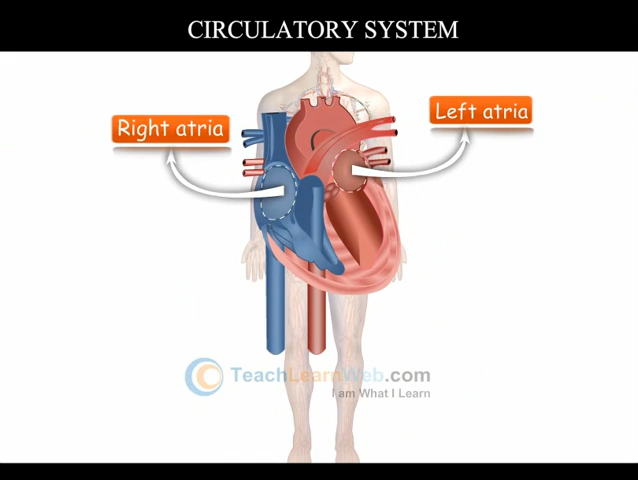 CIRCULATORY SYSTEM
Right atria
Left atria
TeachLearnWeb.com
I am What I Learn